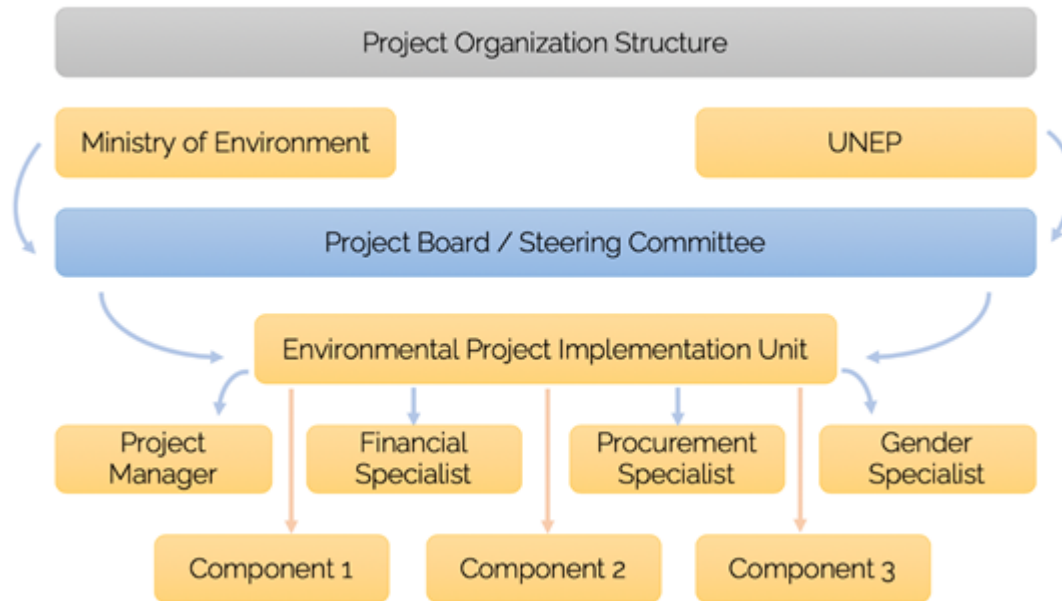 Project Organization Structure
Ministry of Environment
UNEP
Project Board / Steering Committee
Environmental Project Implementation Unit
Project
Manager
Financial
Specialist
Procurement
Specialist
Gender
Specialist
Component 1
Component 2
Component 3